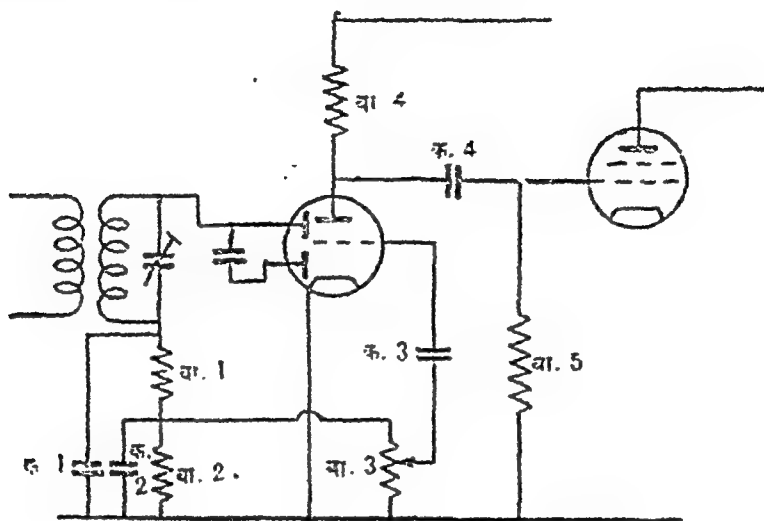 वा. 4
क. 4
क. 3
वा. 5
वा. 1
क 1
क. 2
वा. 2.
वा. 3